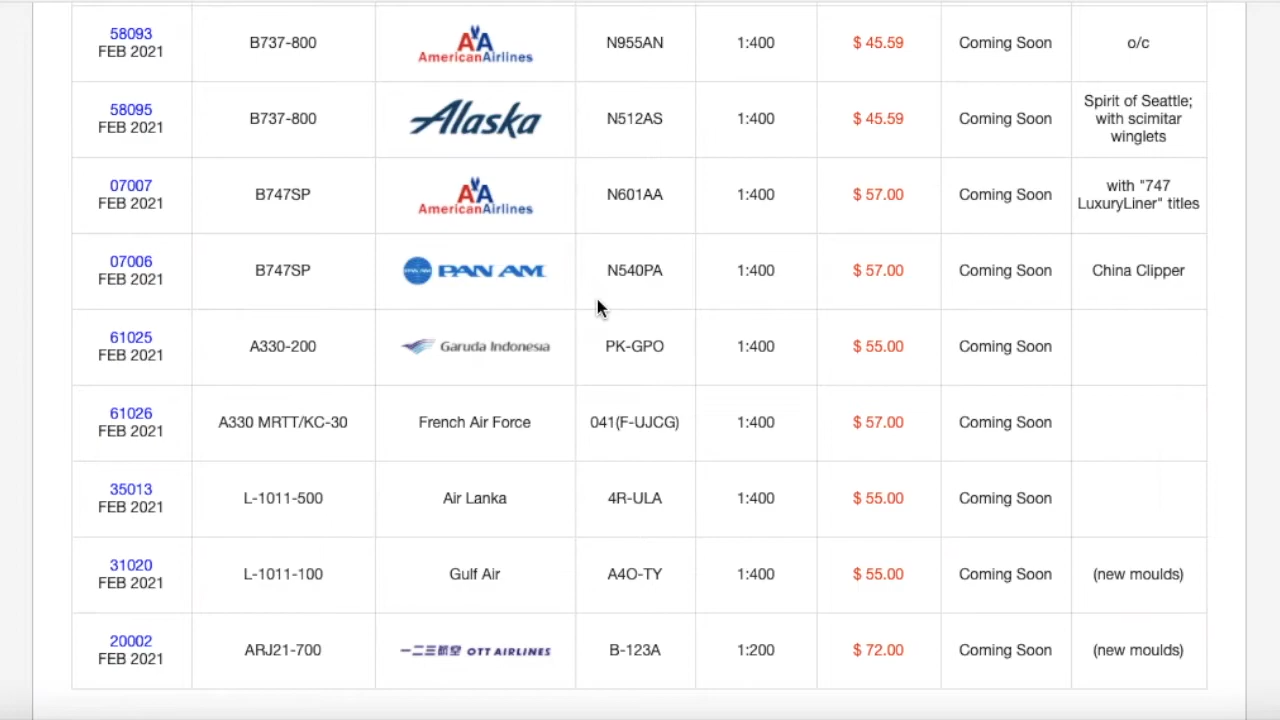 58093
FEB 2021
B737-800
AA
AmericanAirlines
N955AN
1:400
$ 45.59
Coming Soon
o/c
58095
FEB 2021
B737-800
Alaska
N512AS
1:400
$ 45.59
Coming Soon
Spirit of Seattle;
with scimitar
winglets
07007
FEB 2021
B747SP
AA
AmericanAirlines
N601AA
1:400
$ 57.00
Coming Soon
with "747
LuxuryLiner" titles
07006
FEB 2021
B747SP
PAN AM
PAN AM
N540PA
1:400
$ 57.00
Coming Soon
China Clipper
61025
FEB 2021
A330-200
Garuda Indonesia
PK-GPO
1:400
$ 55.00
Coming Soon
61026
FEB 2021
A330 MRTT/KC-30
French Air Force
041(F-UJCG)
1:400
$ 57.00
Coming Soon
35013
FEB 2021
L-1011-500
Air Lanka
4R-ULA
1:400
$ 55.00
Coming Soon
31020
FEB 2021
L-1011-100
Gulf Air
A4O-TY
1:400
$ 55.00
Coming Soon
(new moulds)
20002
FEB 2021
ARJ21-700
一二三航空 OTT AIRLINES
B-123A
1:200
$ 72.00
Coming Soon
(new moulds)